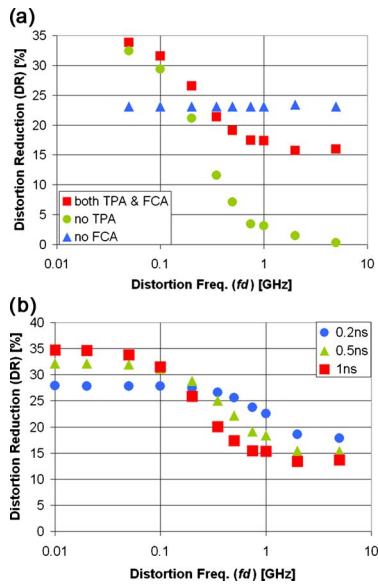 (a)
Distortion Reduction (DR) [%]
40
35
30
25
20
15
10
5
0
both TPA & FCA
no TPA
no FCA
0.01
0.1
1
10
Distortion Freq. (fd) [GHz]
(b)
Distortion Reduction (DR) [%]
40
35
30
25
20
15
10
5
0
0.2ns
0.5ns
1ns
0.01
0.1
1
10
Distortion Freq. (fd) [GHz]